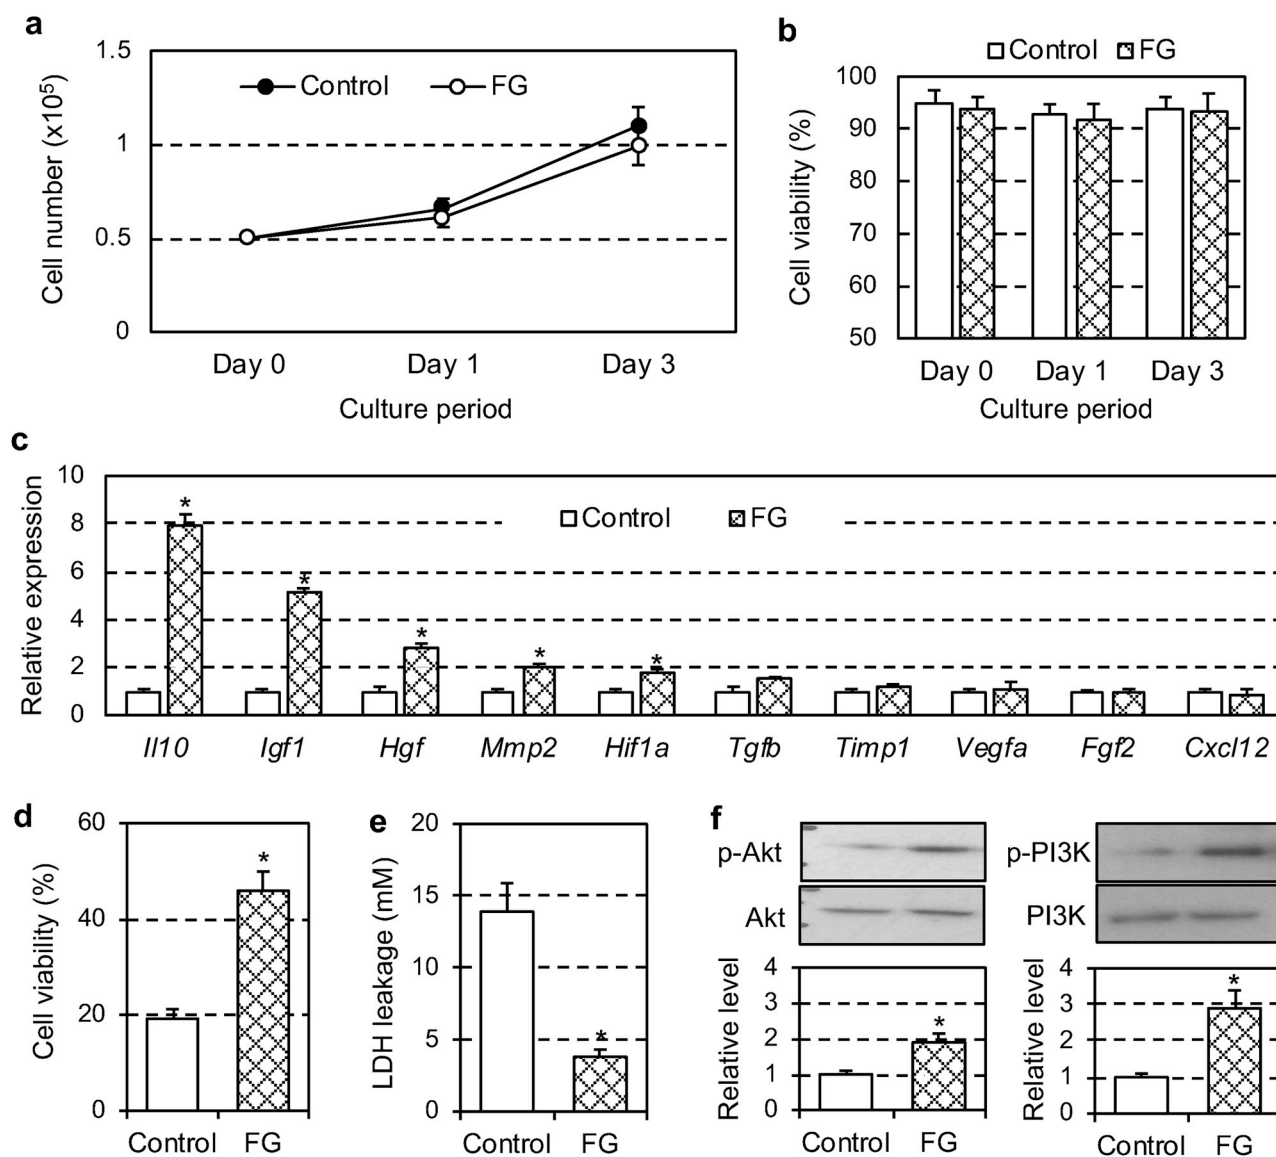 a
1.5
1
0.5
0
Cell number (x10⁵)
Control
FG
Day 0
Day 1
Day 3
Culture period
b
Control
FG
100
90
80
70
60
50
Cell viability (%)
Day 0
Day 1
Day 3
Culture period
c
10
8
6
4
2
0
Relative expression
Control
FG
*
*
*
*
*
Il10
Igf1
Hgf
Mmp2
Hif1a
Tgfb
Timp1
Vegfa
Fgf2
Cxcl12
d
60
40
20
0
Cell viability (%)
*
Control
FG
e
20
15
10
5
0
LDH leakage (mM)
*
Control
FG
f
p-Akt
Akt
4
3
2
1
0
Relative level
*
Control
FG
p-PI3K
PI3K
4
3
2
1
0
Relative level
*
Control
FG